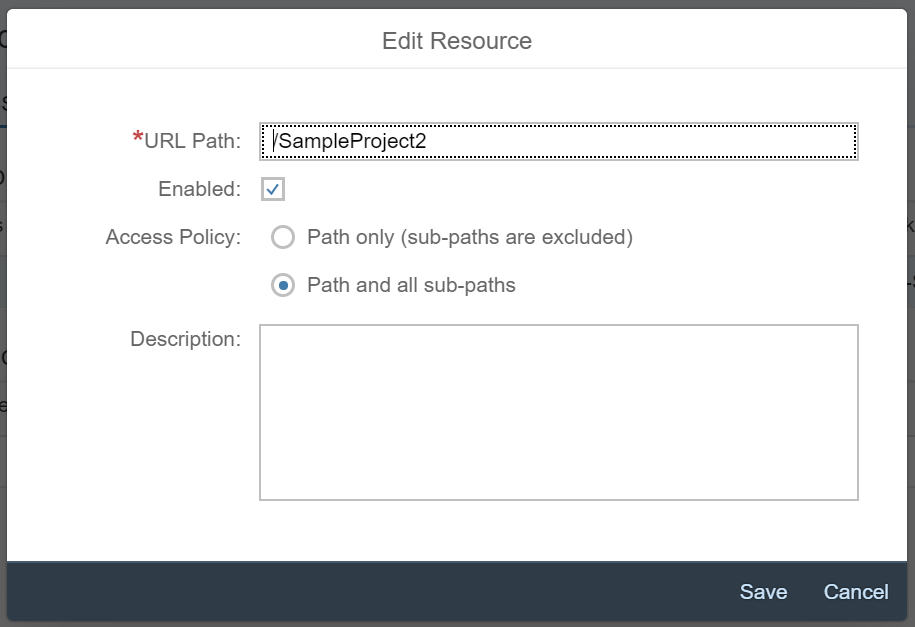 Edit Resource
*URL Path: /SampleProject2
Enabled:
Access Policy: Path only (sub-paths are excluded)
Path and all sub-paths
Description:
Save Cancel